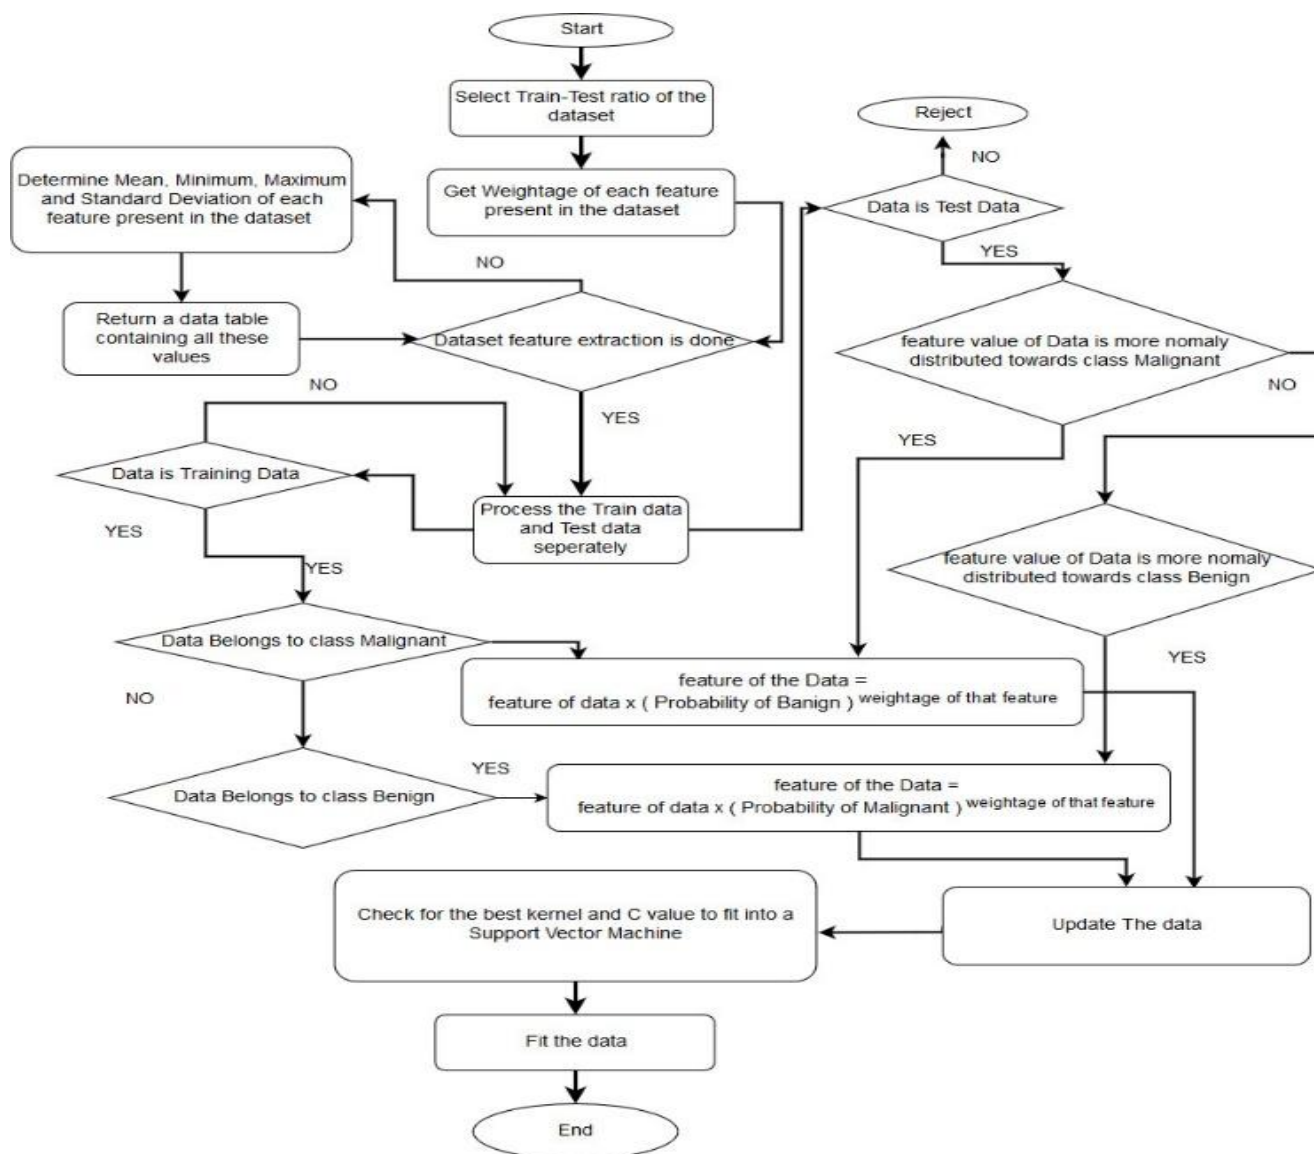 Start
Select Train-Test ratio of the
dataset
Reject
NO
Determine Mean, Minimum, Maximum
and Standard Deviation of each
feature present in the dataset
Get Weightage of each feature
present in the dataset
Data is Test Data
YES
NO
Return a data table
containing all these
values
Dataset feature extraction is done
feature value of Data is more nomaly
distributed towards class Malignant
NO
NO
YES
YES
Data is Training Data
Process the Train data
and Test data
seperately
YES
YES
feature value of Data is more nomaly
distributed towards class Benign
Data Belongs to class Malignant
YES
NO
feature of the Data =
feature of data x ( Probability of Banign ) weightage of that feature
YES
Data Belongs to class Benign
feature of the Data =
feature of data x ( Probability of Malignant ) weightage of that feature
Check for the best kernel and C value to fit into a
Support Vector Machine
Update The data
Fit the data
End